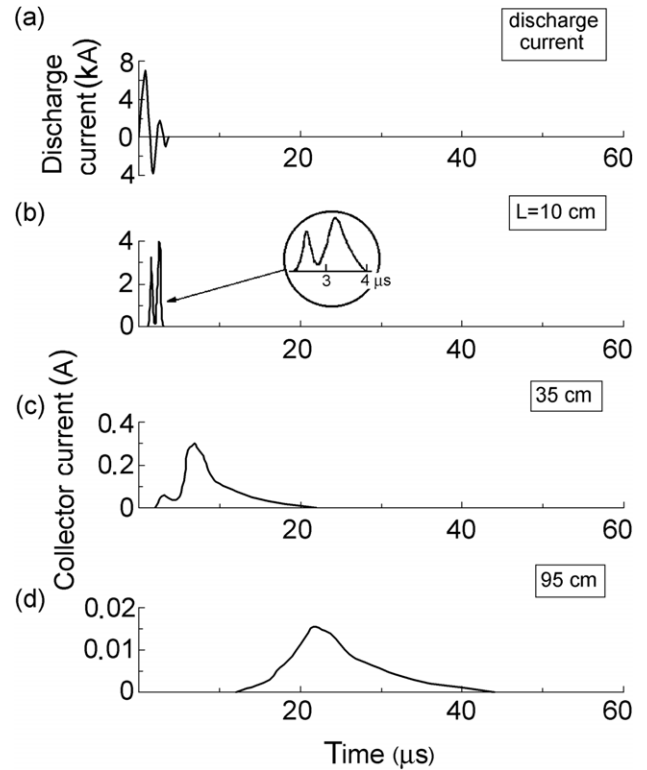 (a)
discharge
current
Discharge
current(kA)
8
4
0
4
20
40
60
(b)
L=10 cm
4
2
0
3
4
μs
20
40
60
Collector current (A)
(c)
35 cm
0.4
0.2
0
20
40
60
(d)
95 cm
0.02
0.01
0
20
40
60
Time (μs)